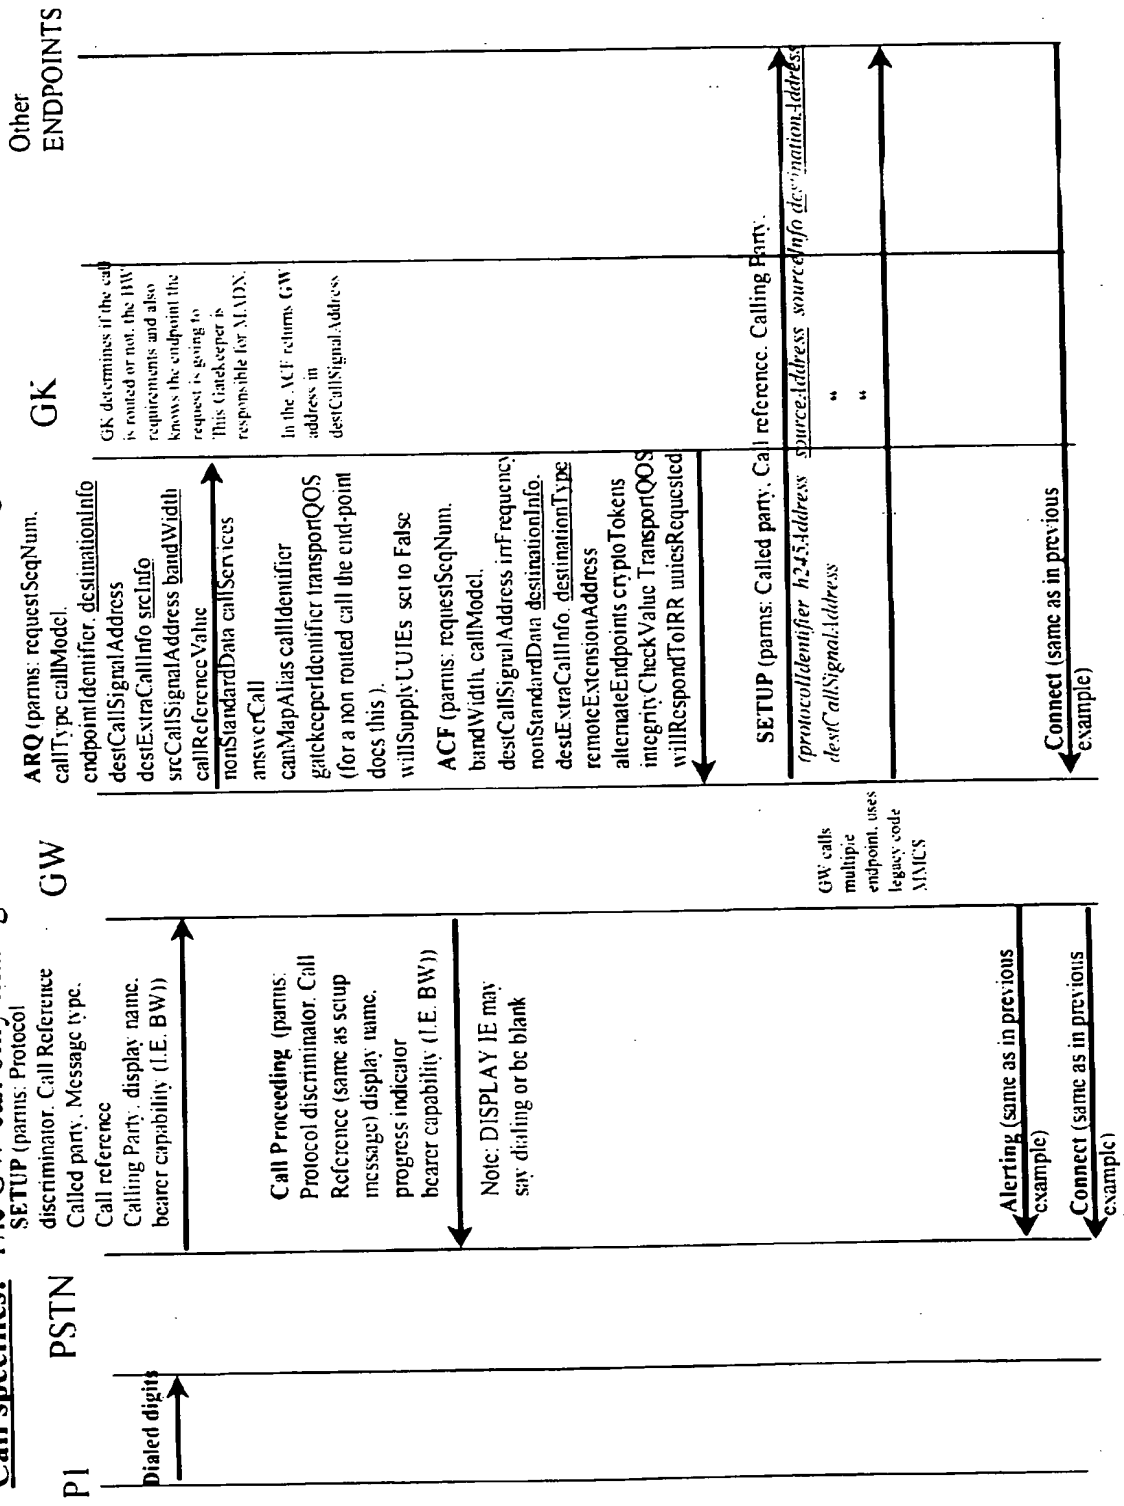 Call specifics:
P1
PSTN
GW
GK
Other
ENDPOINTS
Dialed digits
SETUP (parms: Protocol
discriminator. Call Reference
Called party, Message type.
Call reference
Calling Party. display name.
bearer capability (I.E. BW))
Call Proceeding (parms:
Protocol discriminator. Call
Reference (same as setup
message) display name.
progress indicator
bearer capability (I.E. BW))
Note: DISPLAY IE may
say dialing or be blank
Alerting (same as in previous
example)
Connect (same as in previous
example)
ARQ (parms: requestSeqNum.
callType callModel.
endpointIdentifier. destinationInfo
destCallSignalAddress
destExtraCallInfo srcInfo
srcCallSignalAddress bandWidth
callReferenceValue
nonStandardData callServices
answerCall
canMapAlias callIdentifier
gatekeeperIdentifier transportQOS
(for a non routed call the end-point
does this ).
willSupplyUUIEs set to False
ACF (parms: requestSeqNum.
bandWidth, callModel.
destCallSignalAddress irrFrequency
nonStandardData destinationInfo.
destExtraCallInfo. destinationType
remoteExtensionAddress
alternateEndpoints cryptoTokens
integrityCheckValue TransportQOS
willRespondToIRR uuiesRequested
GK determines if the call
is routed or not. the BW
requirements and also
knows the endpoint the
request is going to
This Gatekeeper is
responsible for MADN.
In the ACF returns GW
address in
destCallSignalAddress
SETUP (parms: Called party, Call reference. Calling Party.
(protocolIdentifier h245Address sourceAddress sourceInfo destinationAddress
destCallSignalAddress “
“
GW calls
multiple
endpoint. uses
legacy code
MMCS
Connect (same as in previous
example)